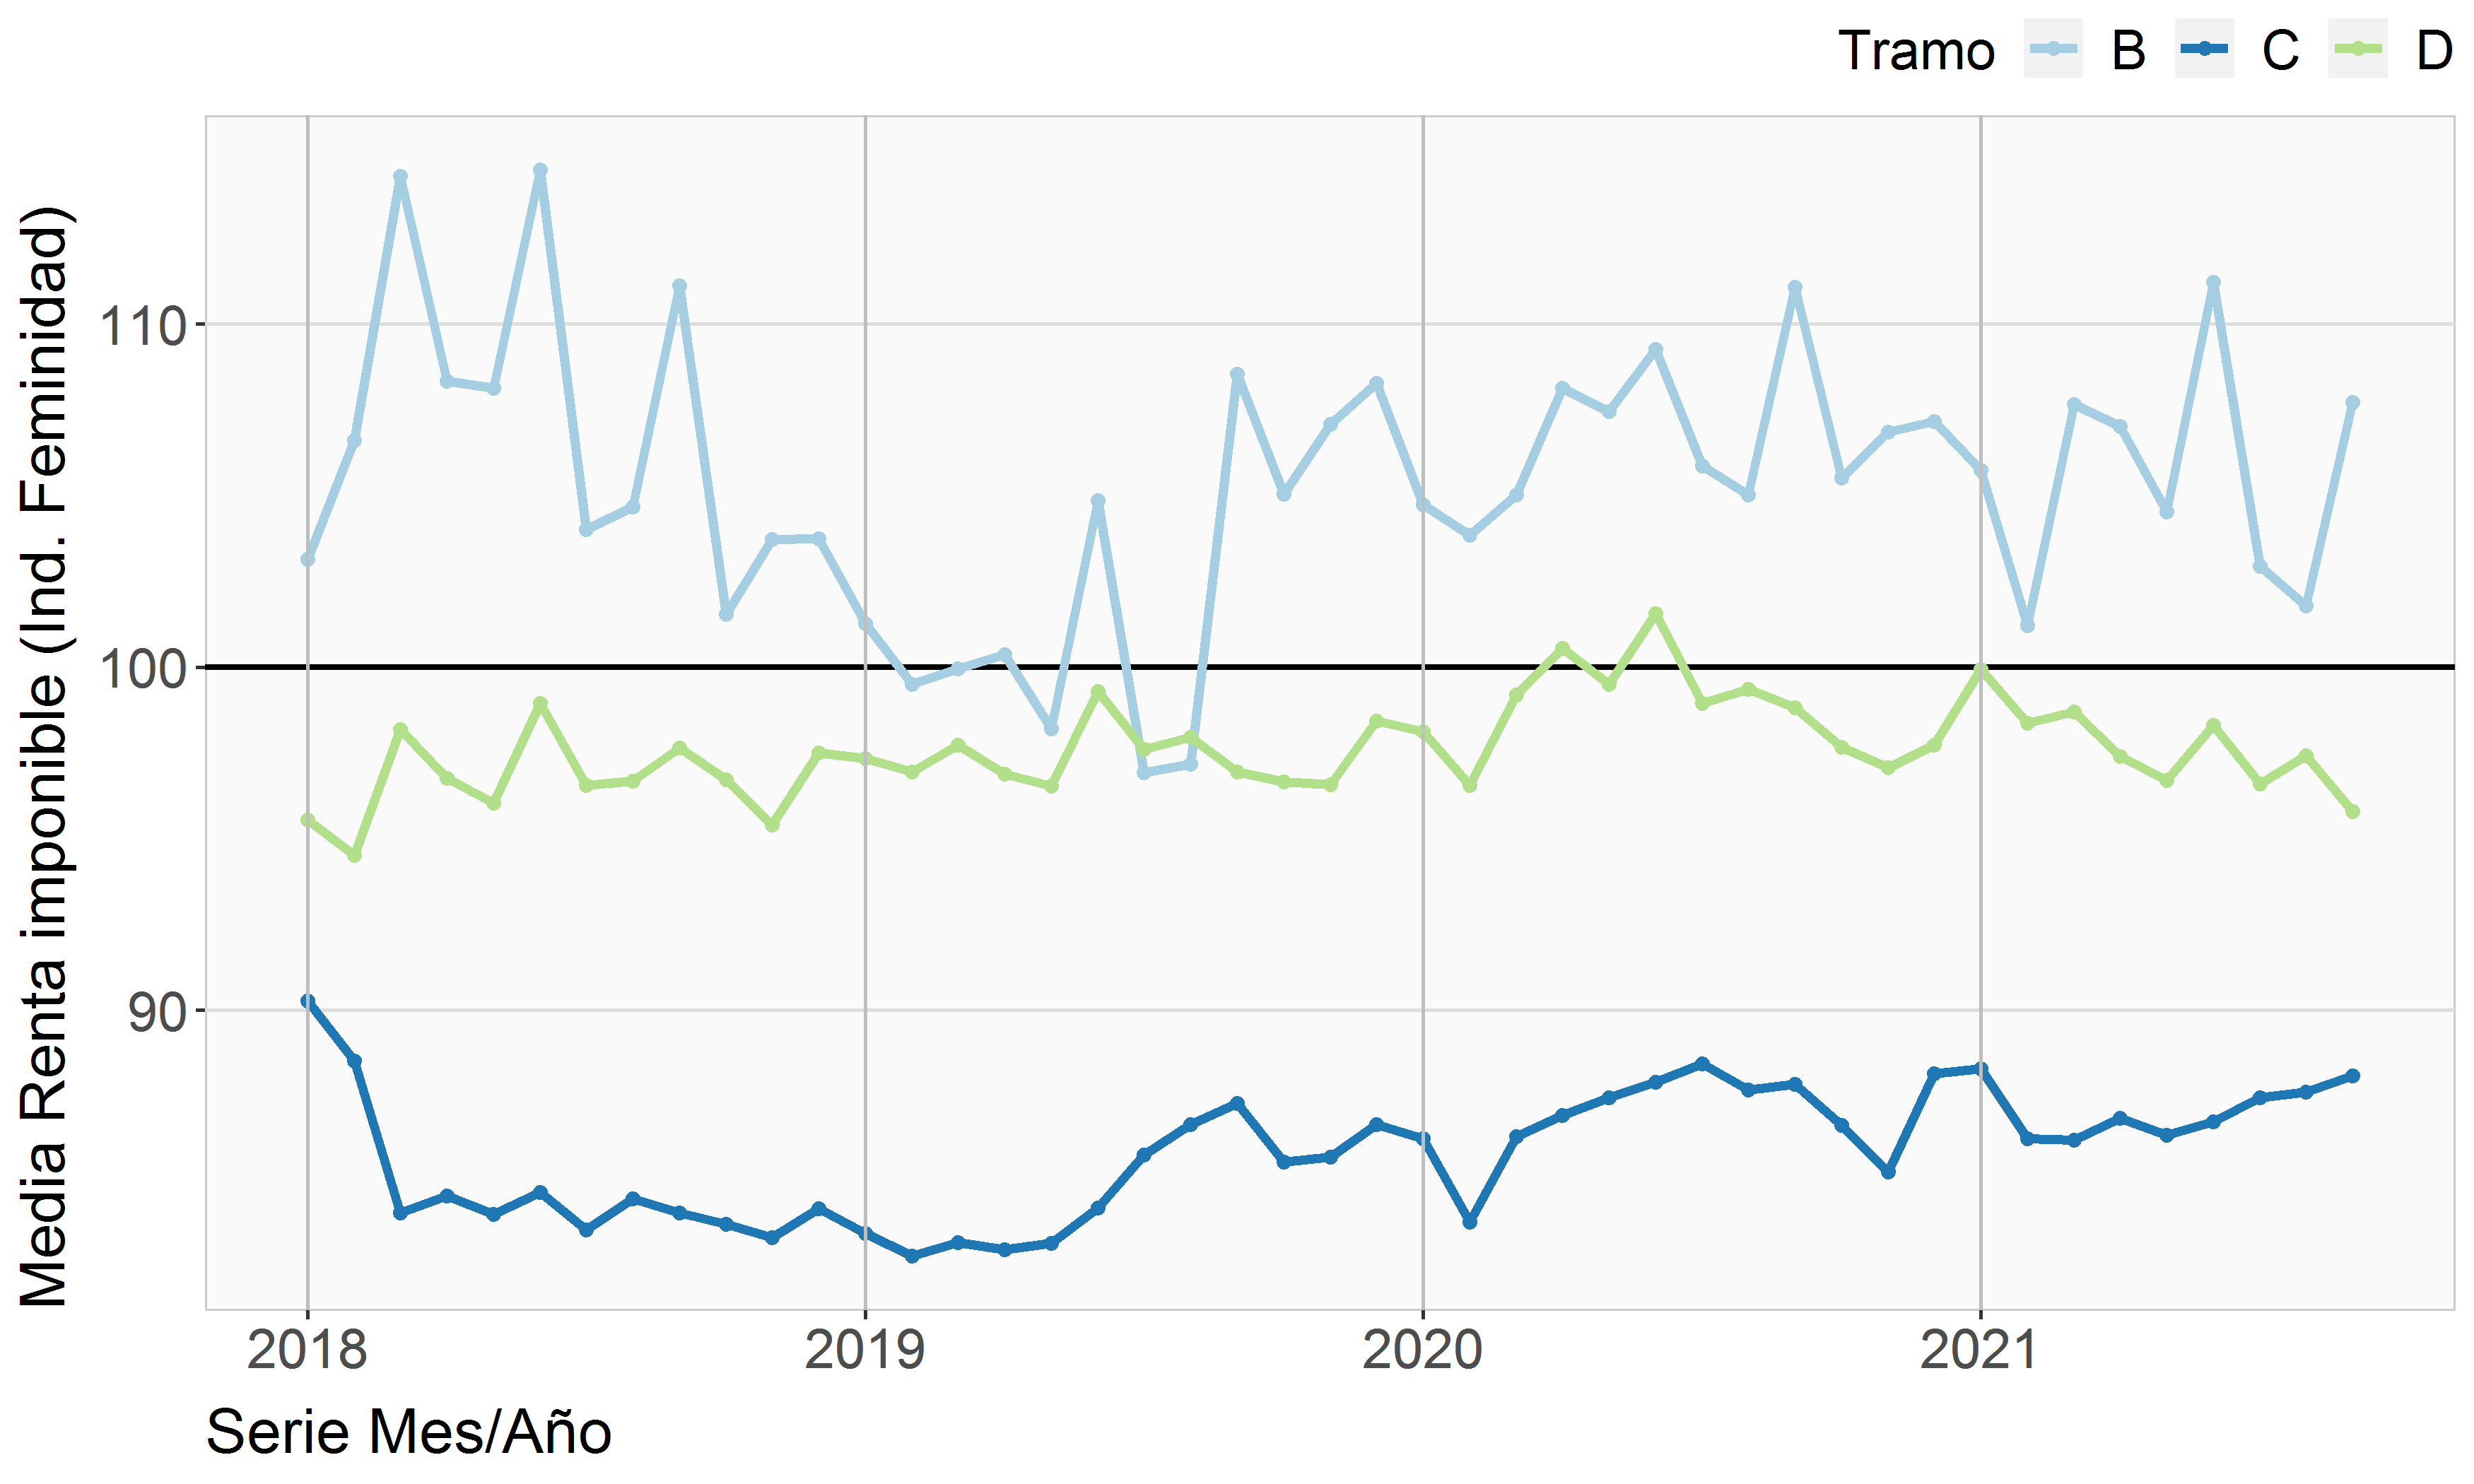 Tramo B C D
Media Renta imponible (Ind. Feminidad)
110
100
90
2018 2019 2020 2021
Serie Mes/Año